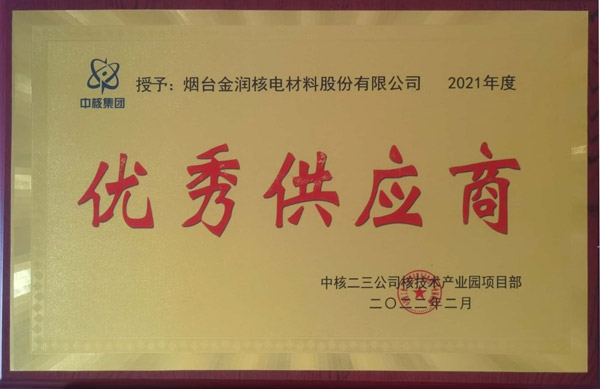 中核集团
授予：烟台金润核电材料股份有限公司 2021年度
优秀供应商
中核二三公司核技术产业园项目部
二〇二二年二月